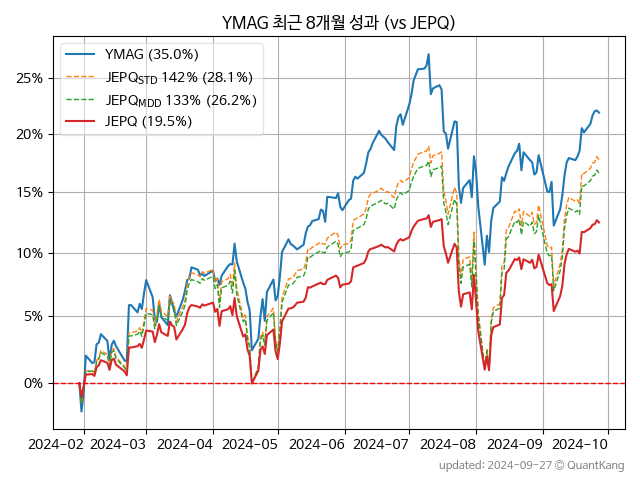 YMAG 최근 8개월 성과 (vs JEPQ)
YMAG (35.0%)
JEPQSTD 142% (28.1%)
JEPQMDD 133% (26.2%)
JEPQ (19.5%)
25%
20%
15%
10%
5%
0%
2024-02 2024-03 2024-04 2024-05 2024-06 2024-07 2024-08 2024-09 2024-10
updated: 2024-09-27 © QuantKang